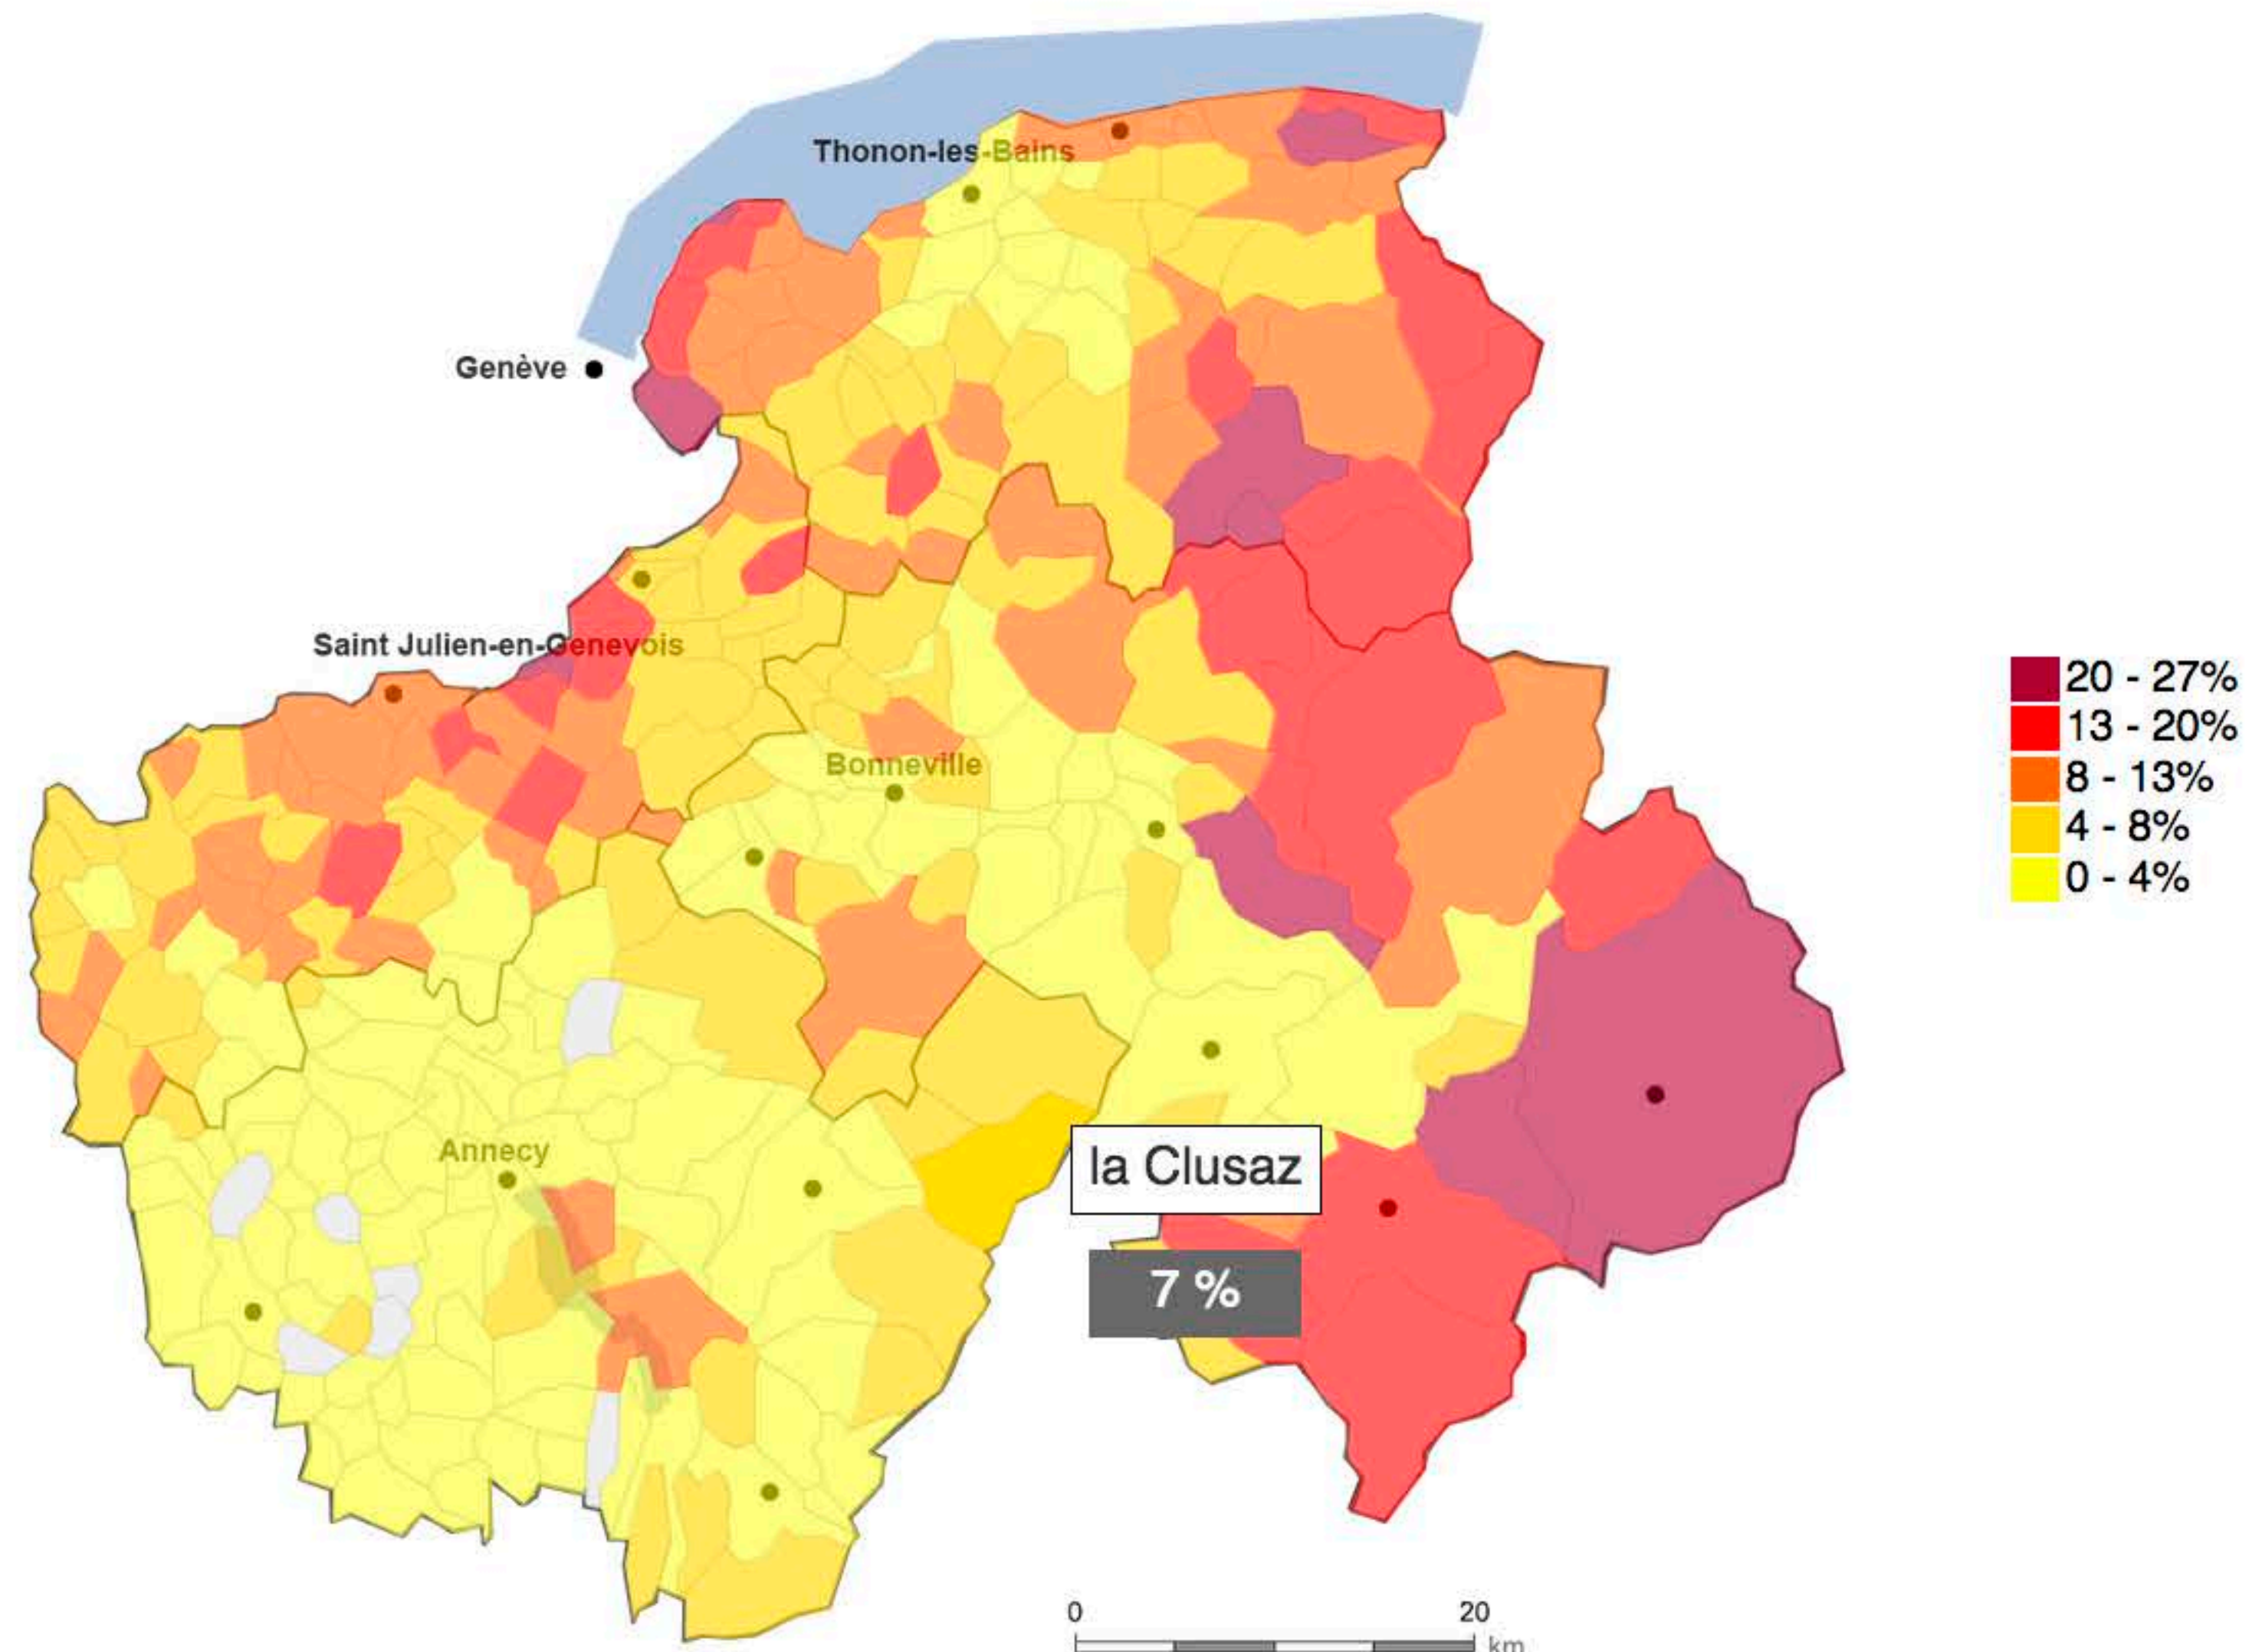 Thonon-les-Bains
Genève
Saint Julien-en-Genevois
Bonneville
Annecy
la Clusaz
7 %
20 - 27%
13 - 20%
8 - 13%
4 - 8%
0 - 4%
0 20
km